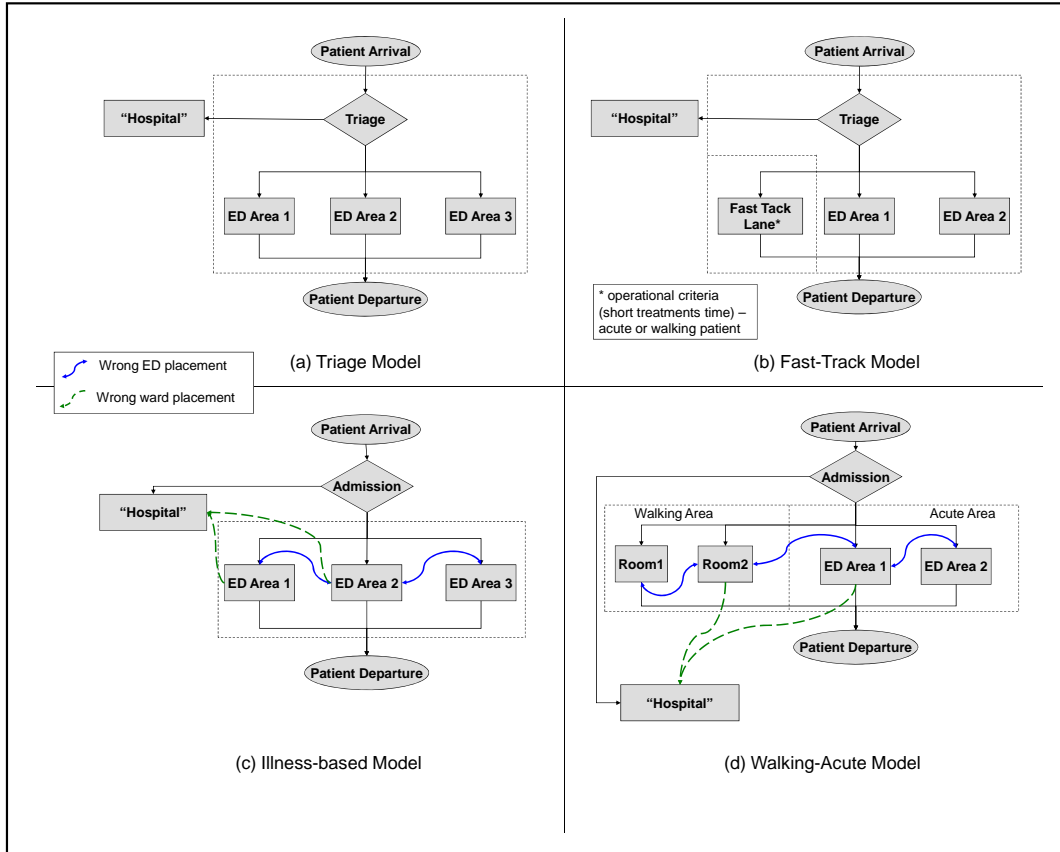 Patient Arrival
Triage
“Hospital”
ED Area 1
ED Area 2
ED Area 3
Patient Departure
(a) Triage Model
Patient Arrival
Triage
“Hospital”
Fast Tack
Lane*
ED Area 1
ED Area 2
Patient Departure
* operational criteria
(short treatments time) –
acute or walking patient
(b) Fast-Track Model
Wrong ED placement
Wrong ward placement
Patient Arrival
Admission
“Hospital”
ED Area 1
ED Area 2
ED Area 3
Patient Departure
(c) Illness-based Model
Patient Arrival
Admission
Walking Area
Acute Area
Room1
Room2
ED Area 1
ED Area 2
Patient Departure
“Hospital”
(d) Walking-Acute Model